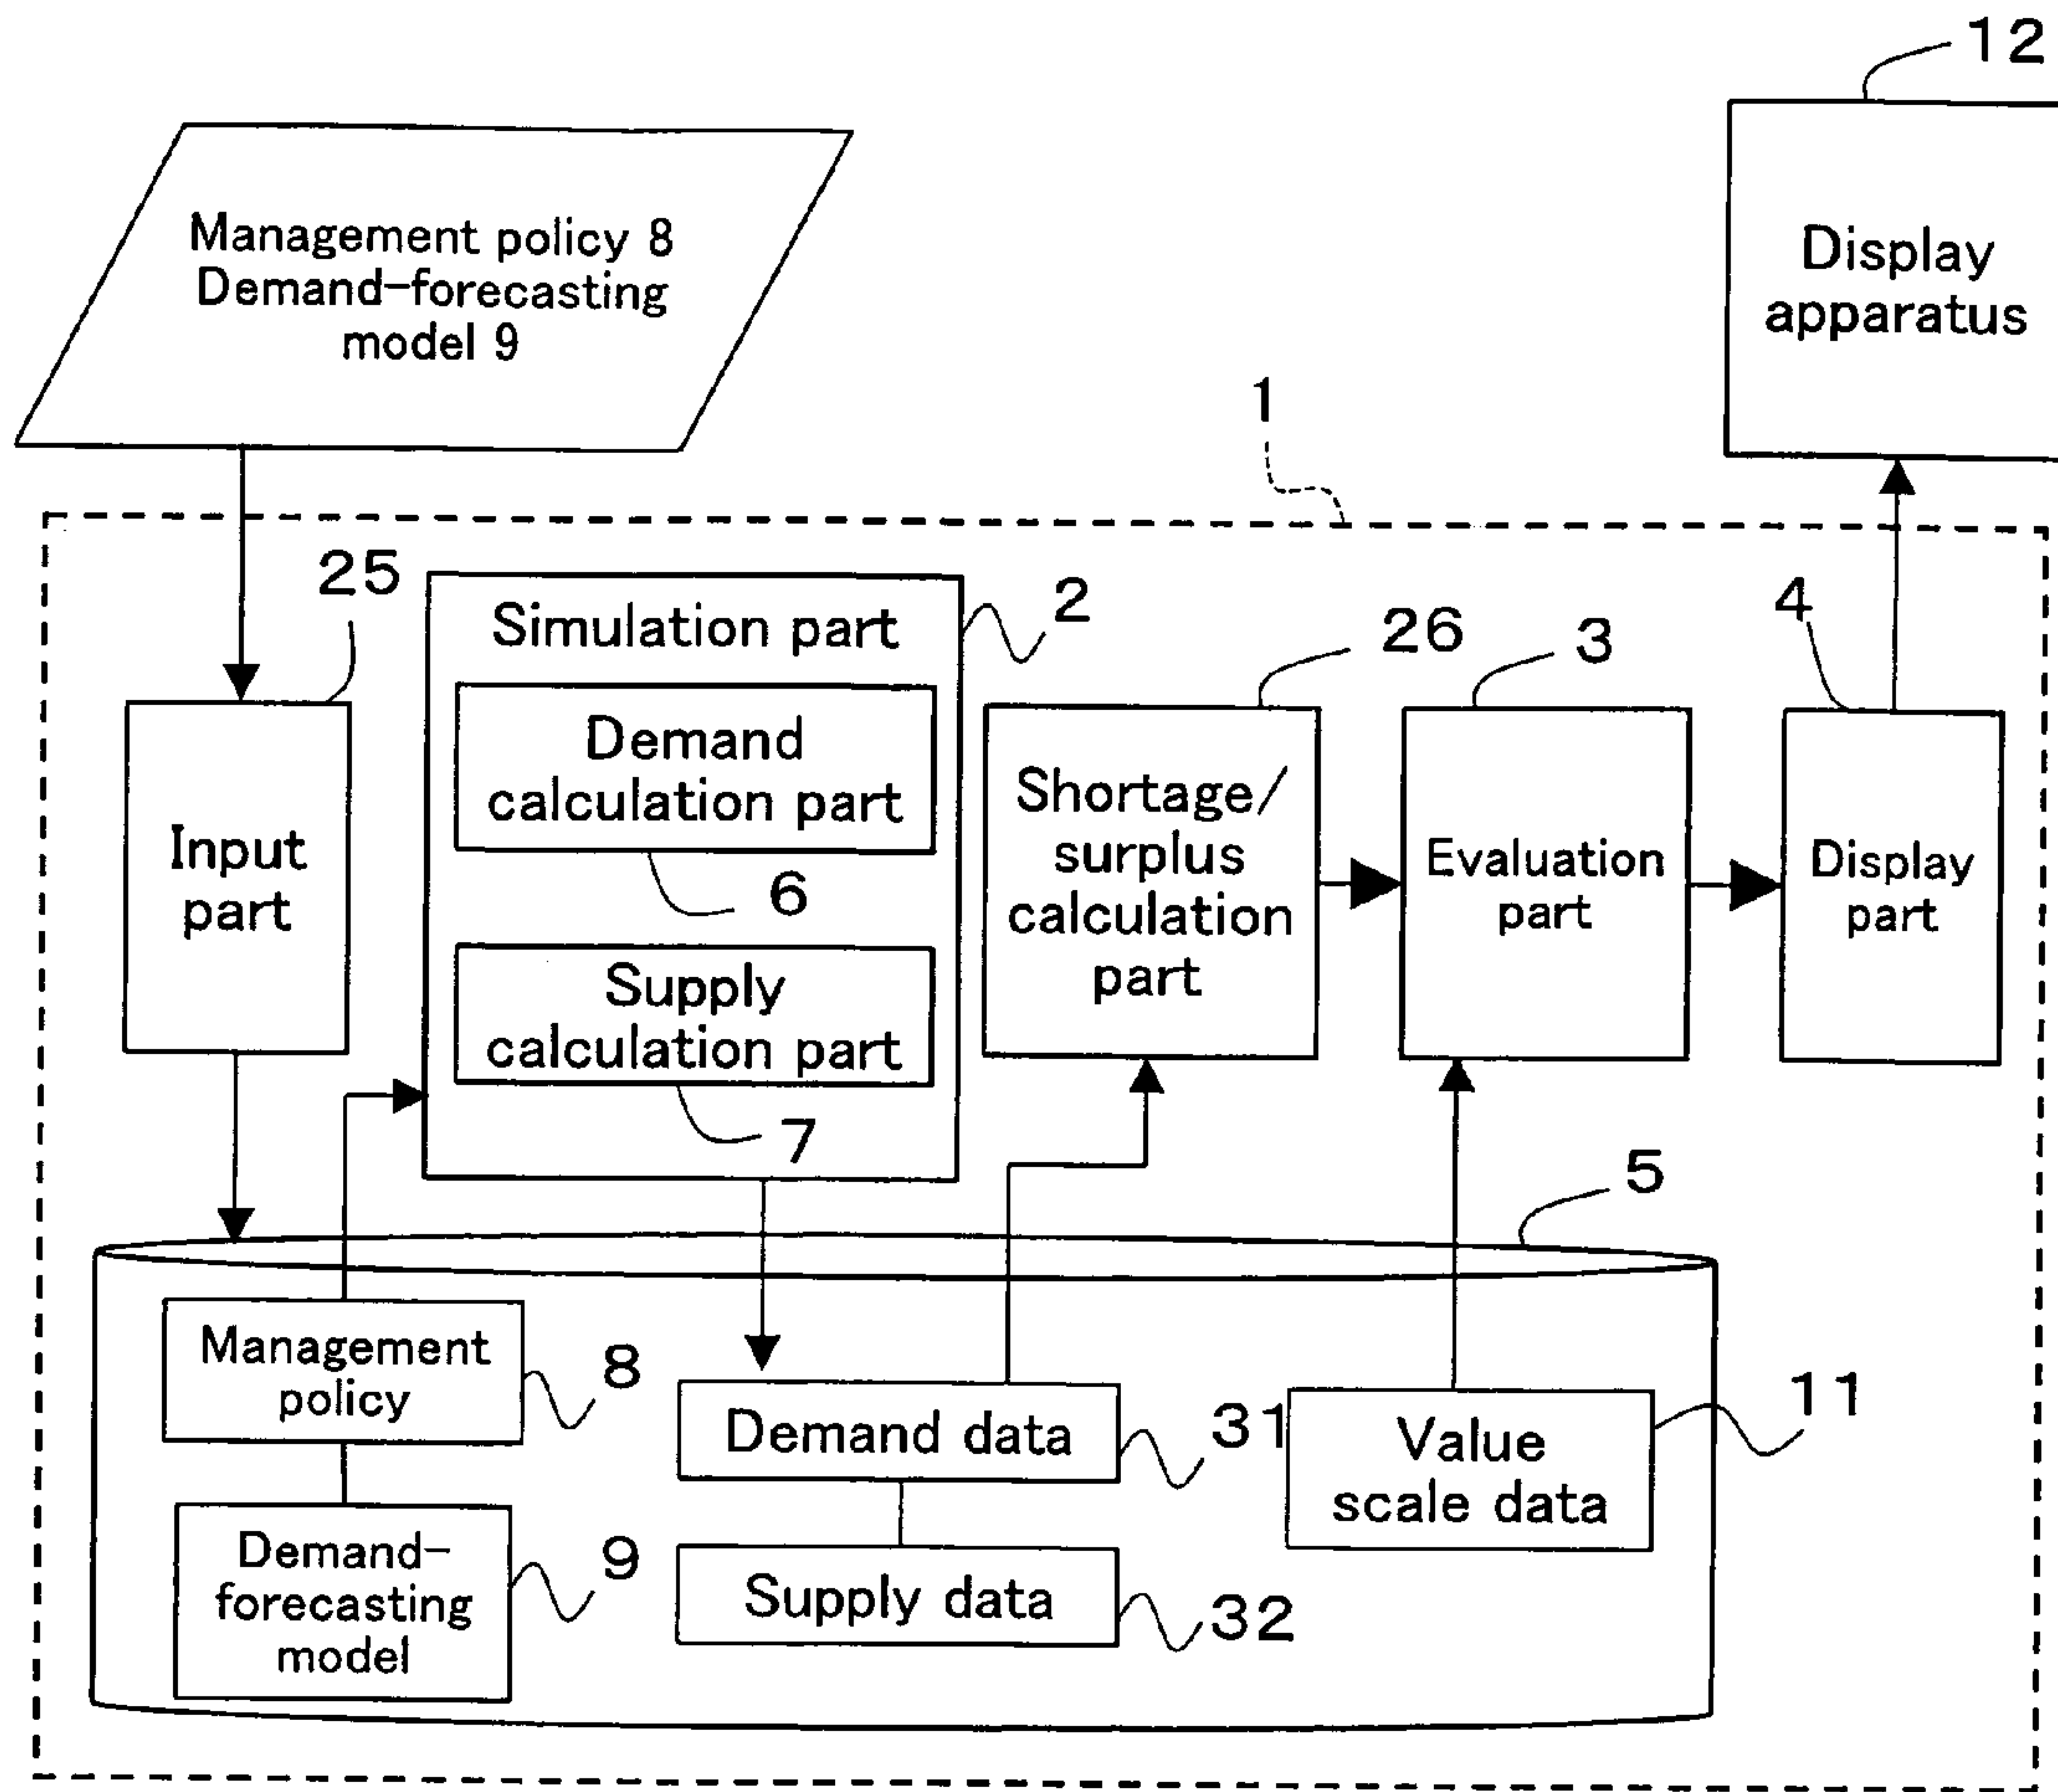 12
Management policy 8
Demand-forecasting
model 9
Display
apparatus
1
25
Simulation part
2
26
3
4
Demand
calculation part
6
Input
part
Shortage/
surplus
calculation
part
Evaluation
part
Display
part
Supply
calculation part
7
5
Management
policy
8
Demand data
31
Value
scale data
11
Demand-
forecasting
model
9
Supply data
32